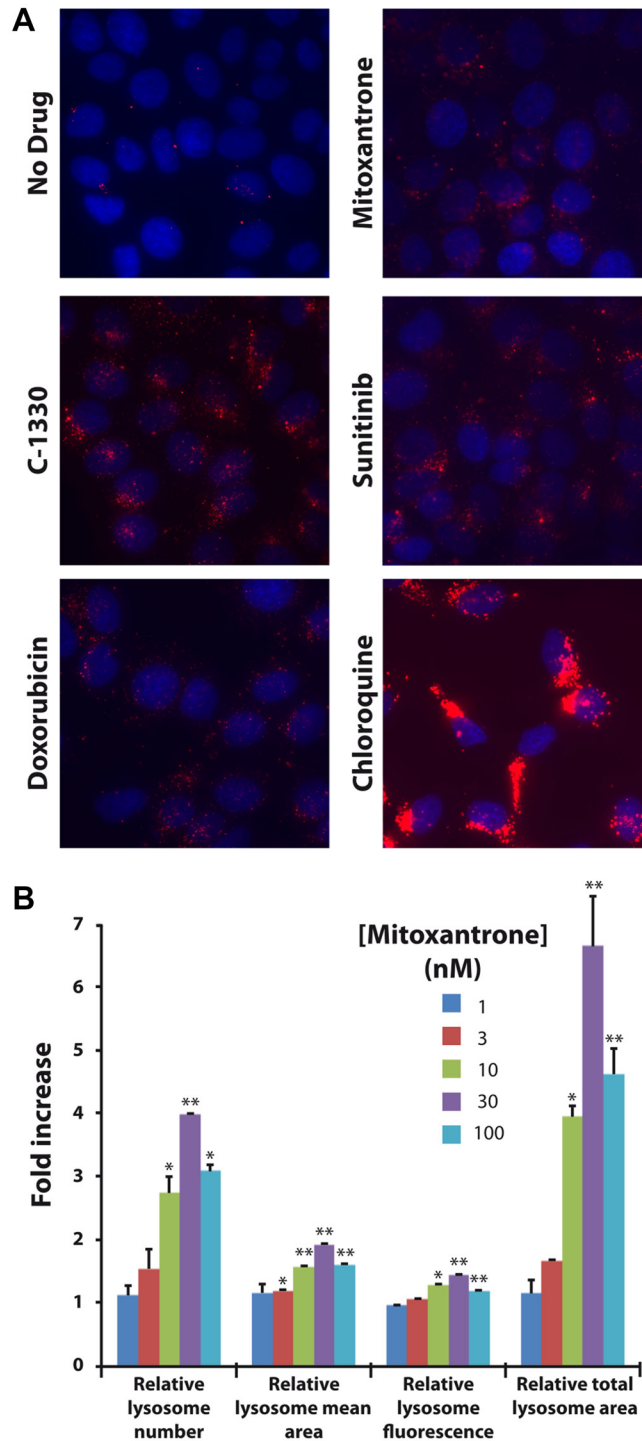 A
No Drug
Mitoxantrone
C-1330
Sunitinib
Doxorubicin
Chloroquine
B
Fold increase
7
6
5
4
3
2
1
0
[Mitoxantrone]
(nM)
1
3
10
30
100
*
**
*
*
**
**
**
*
**
**
*
**
**
Relative
lysosome
number
Relative
lysosome mean
area
Relative
lysosome
fluorescence
Relative total
lysosome area